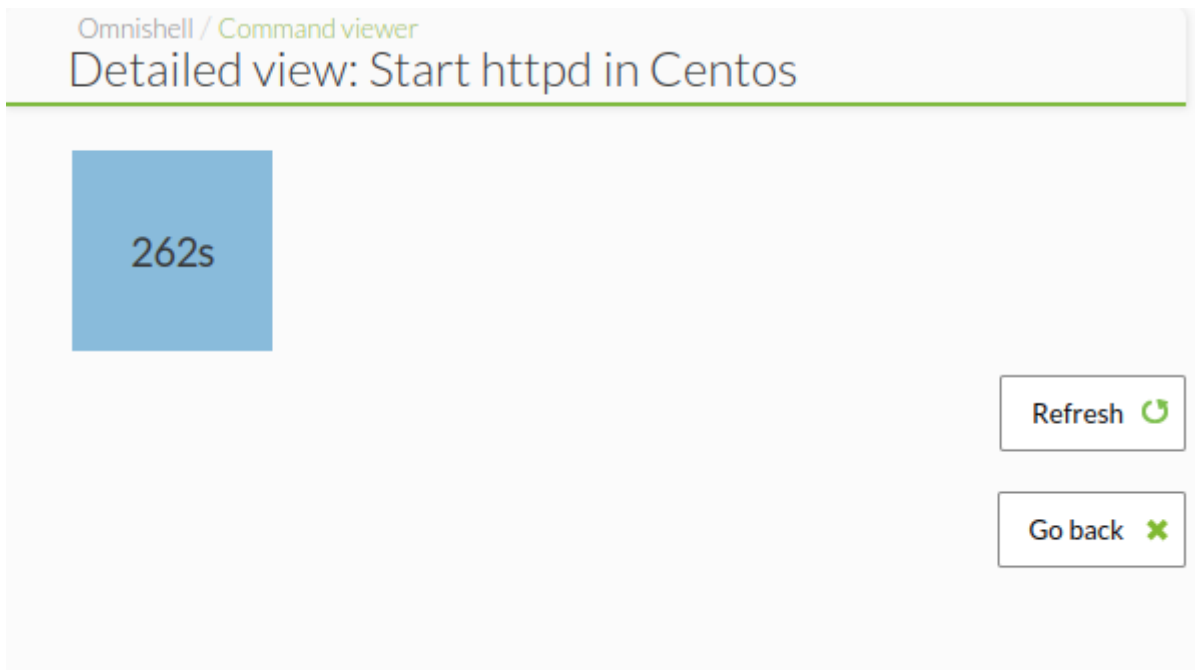 Omnishell / Command viewer
Detailed view: Start httpd in Centos
262s
Refresh
Go back